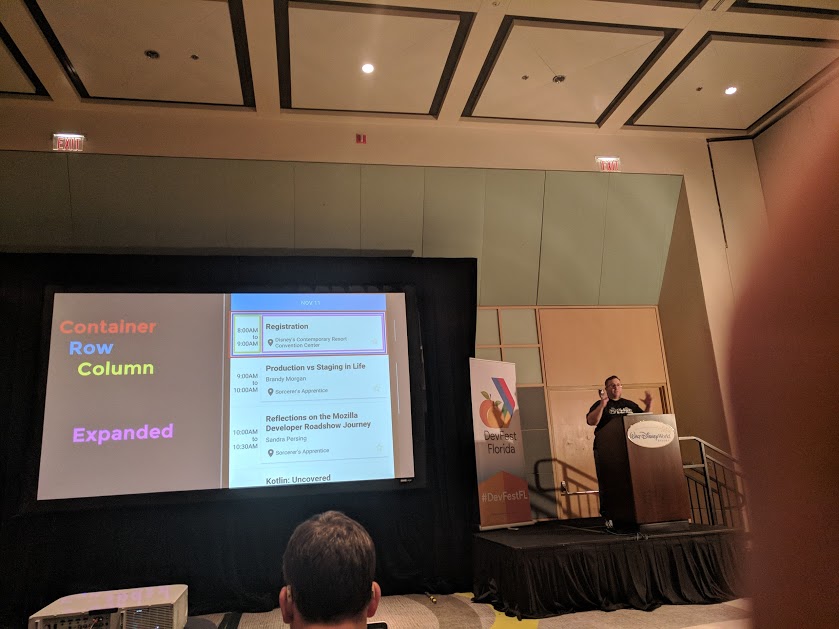 EXIT
EXIT
Container
Row
Column
Expanded
NOV 11
8:00AM
to
9:00AM
Registration
Disney's Contemporary Resort
Convention Center
9:00AM
to
10:00AM
Production vs Staging in Life
Brandy Morgan
Sorcerer's Apprentice
10:00AM
to
10:30AM
Reflections on the Mozilla
Developer Roadshow Journey
Sandra Persing
Sorcerer's Apprentice
Kotlin: Uncovered
DevFest
Florida
#DevFestFL
Walt Disney World